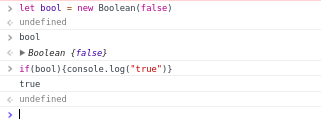 let bool = new Boolean(false)
undefined
bool
Boolean {false}
if(bool){console.log("true")}
true
undefined